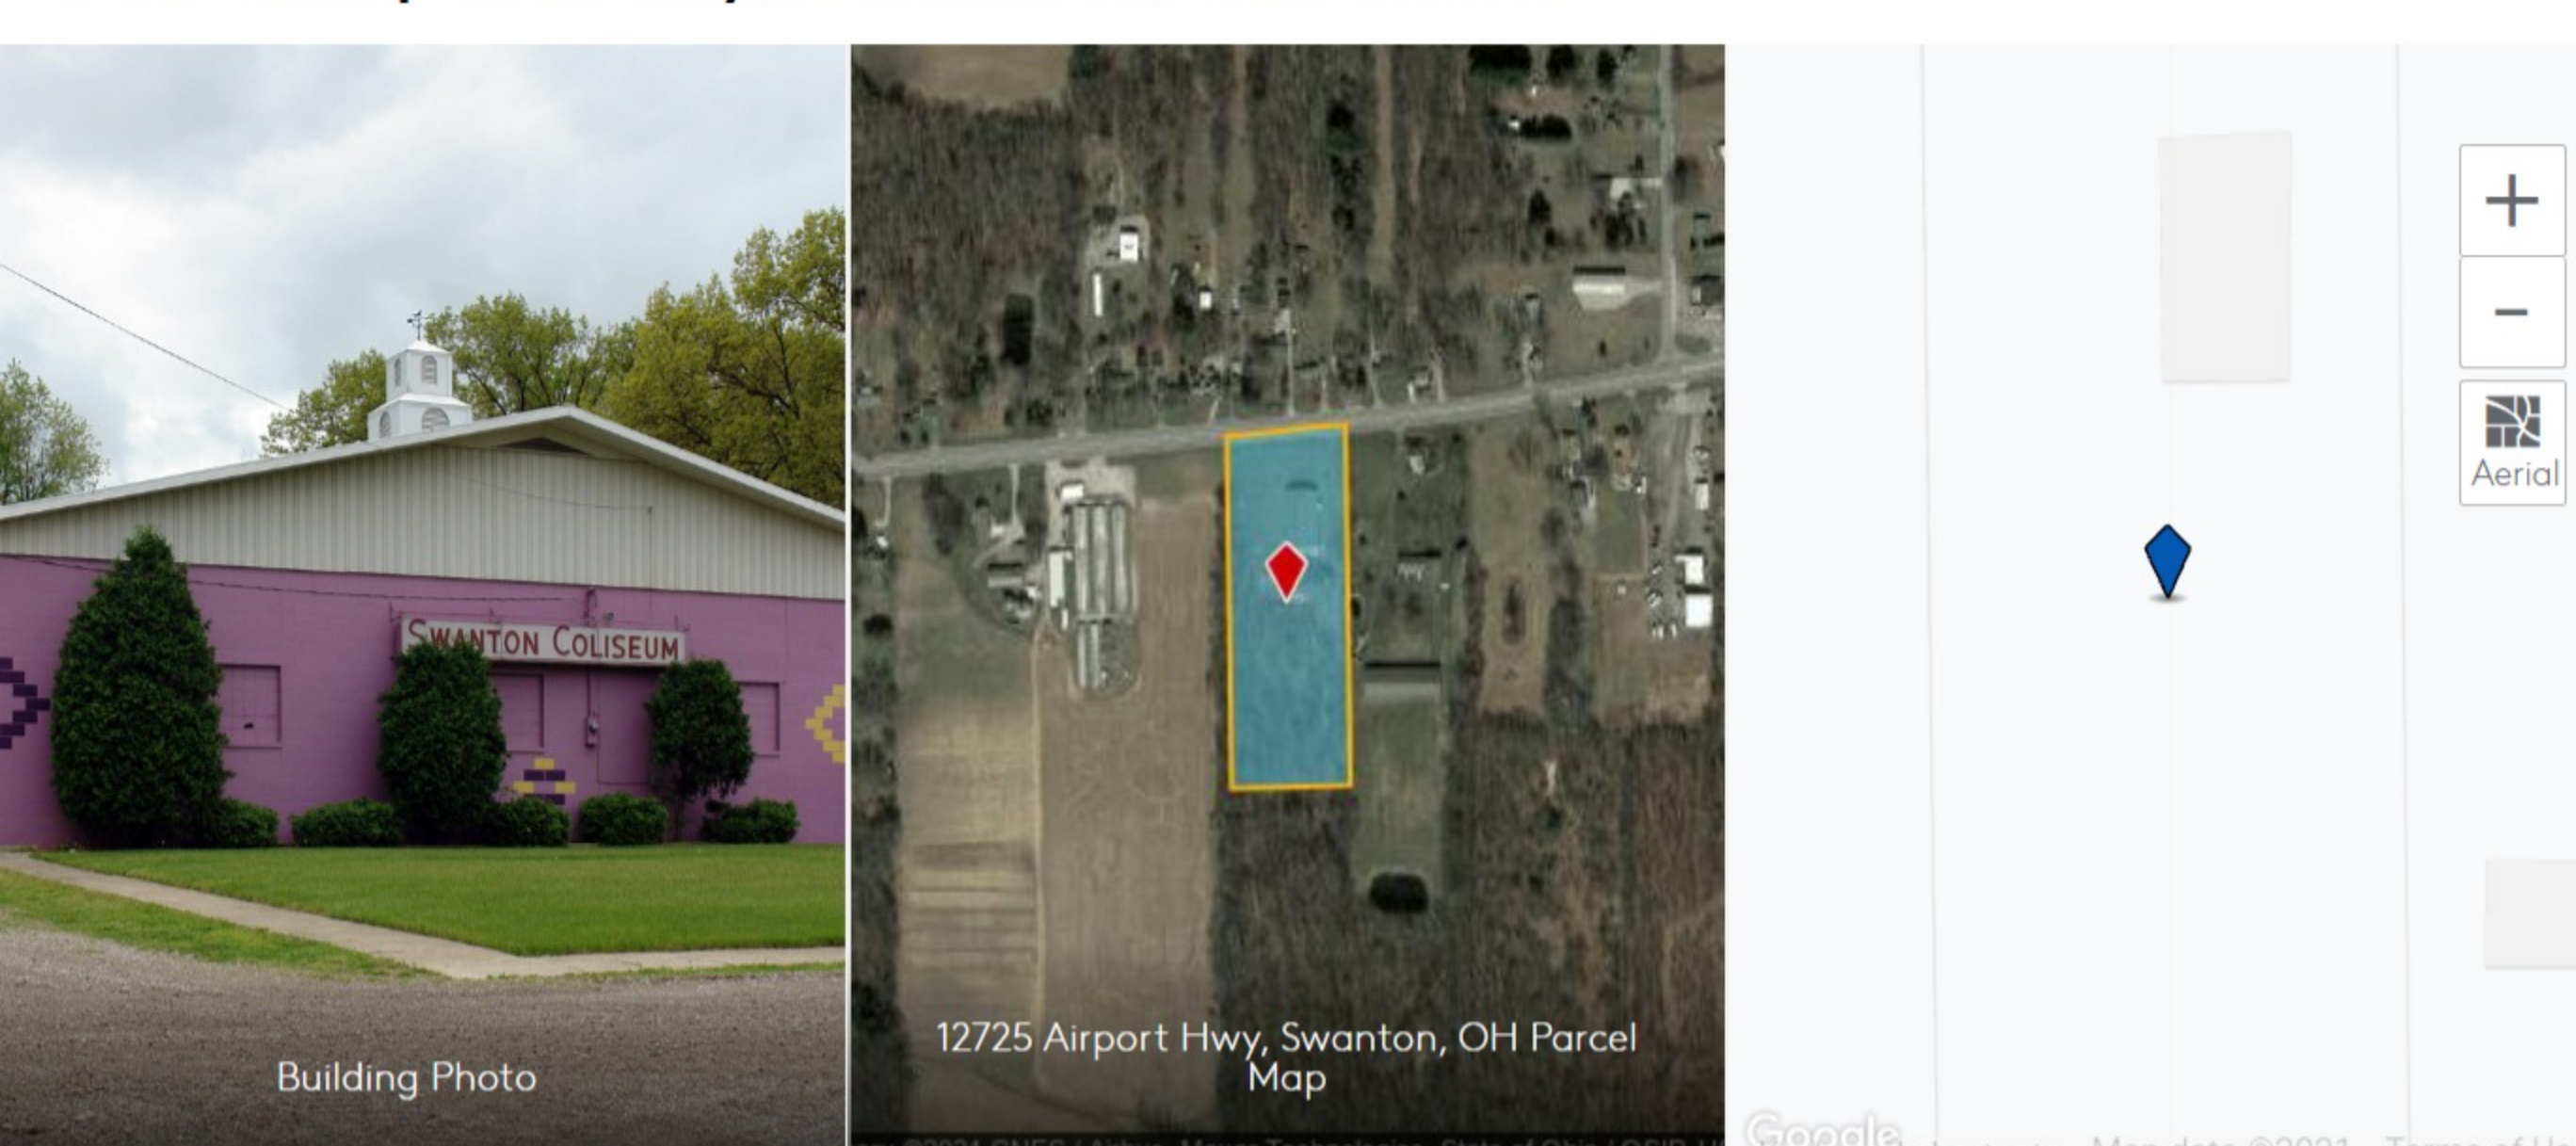 SWANTON COLISEUM
Building Photo
12725 Airport Hwy, Swanton, OH Parcel
Map
+
−
Aerial
Google